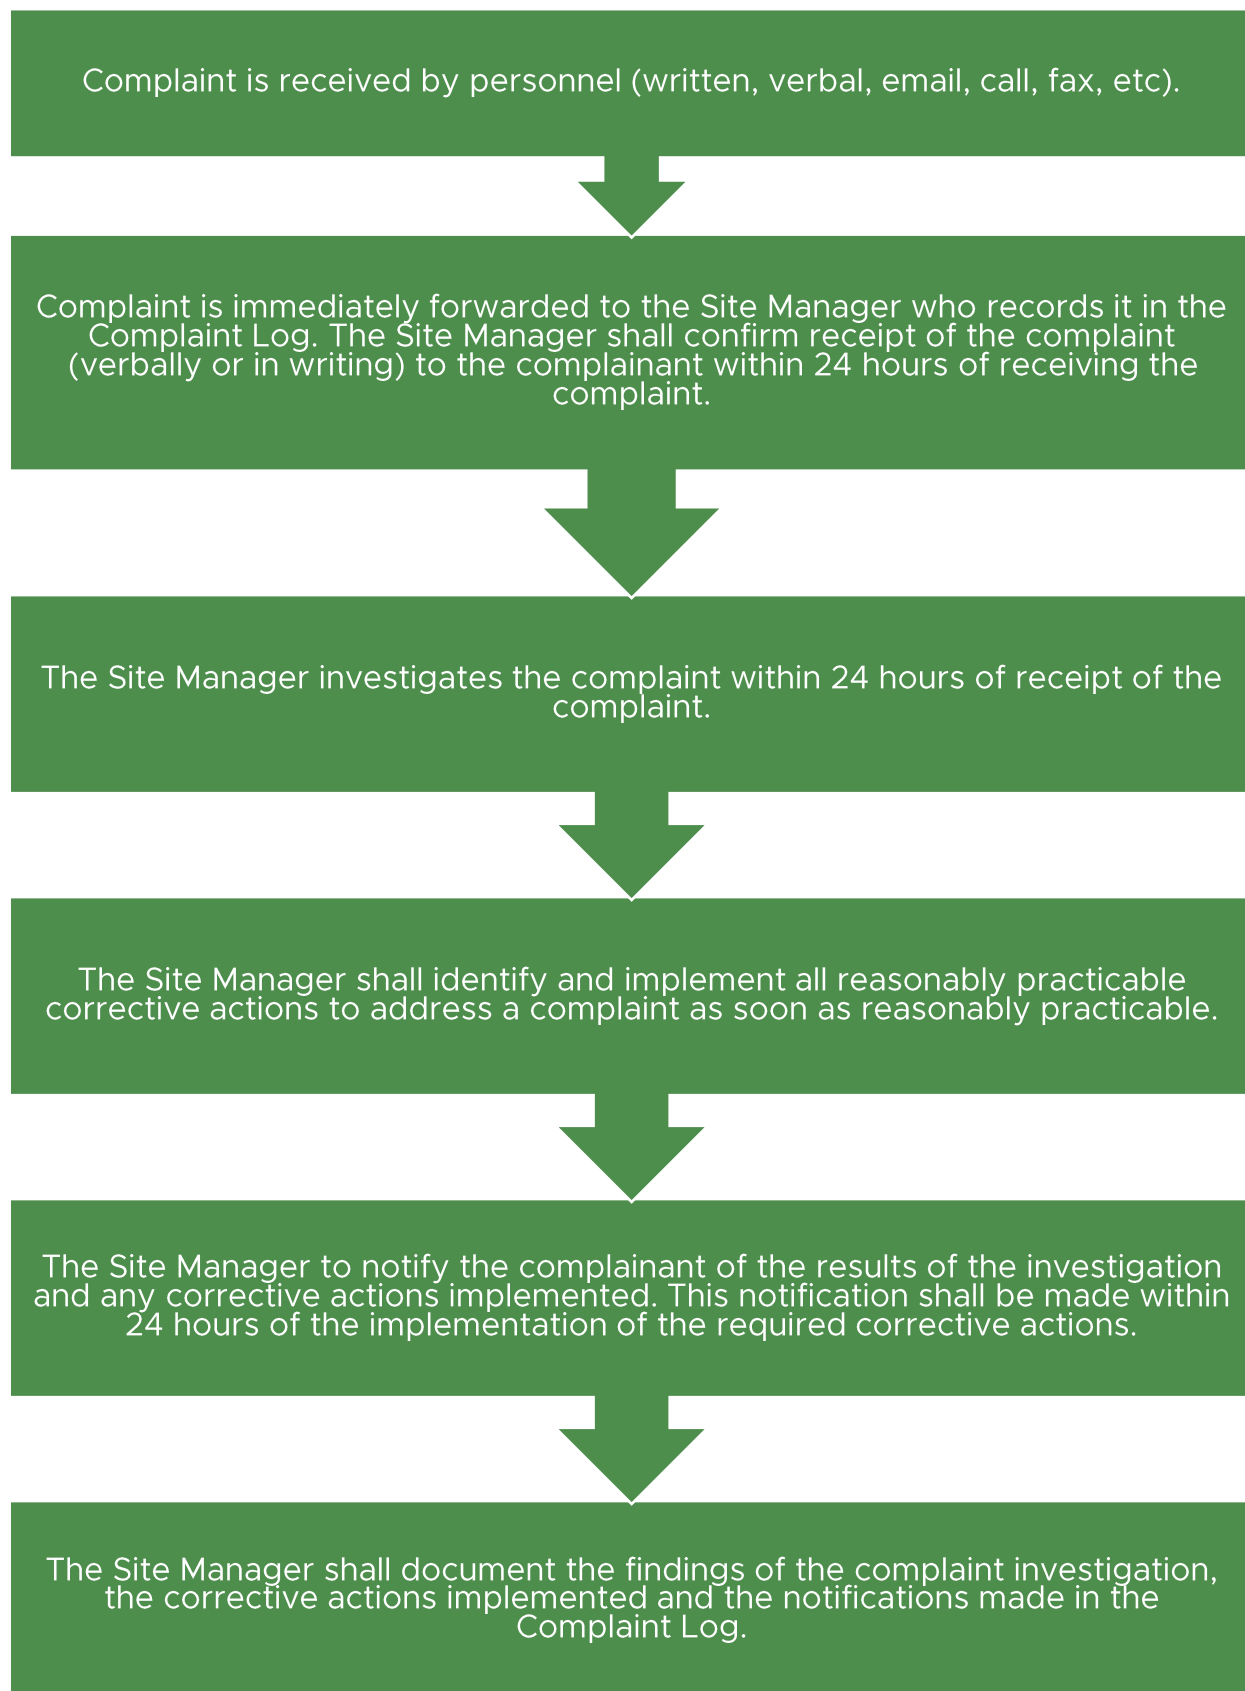 Complaint is received by personnel (written, verbal, email, call, fax, etc).
Complaint is immediately forwarded to the Site Manager who records it in the
Complaint Log. The Site Manager shall confirm receipt of the complaint
(verbally or in writing) to the complainant within 24 hours of receiving the
complaint.
The Site Manager investigates the complaint within 24 hours of receipt of the
complaint.
The Site Manager shall identify and implement all reasonably practicable
corrective actions to address a complaint as soon as reasonably practicable.
The Site Manager to notify the complainant of the results of the investigation
and any corrective actions implemented. This notification shall be made within
24 hours of the implementation of the required corrective actions.
The Site Manager shall document the findings of the complaint investigation,
the corrective actions implemented and the notifications made in the
Complaint Log.